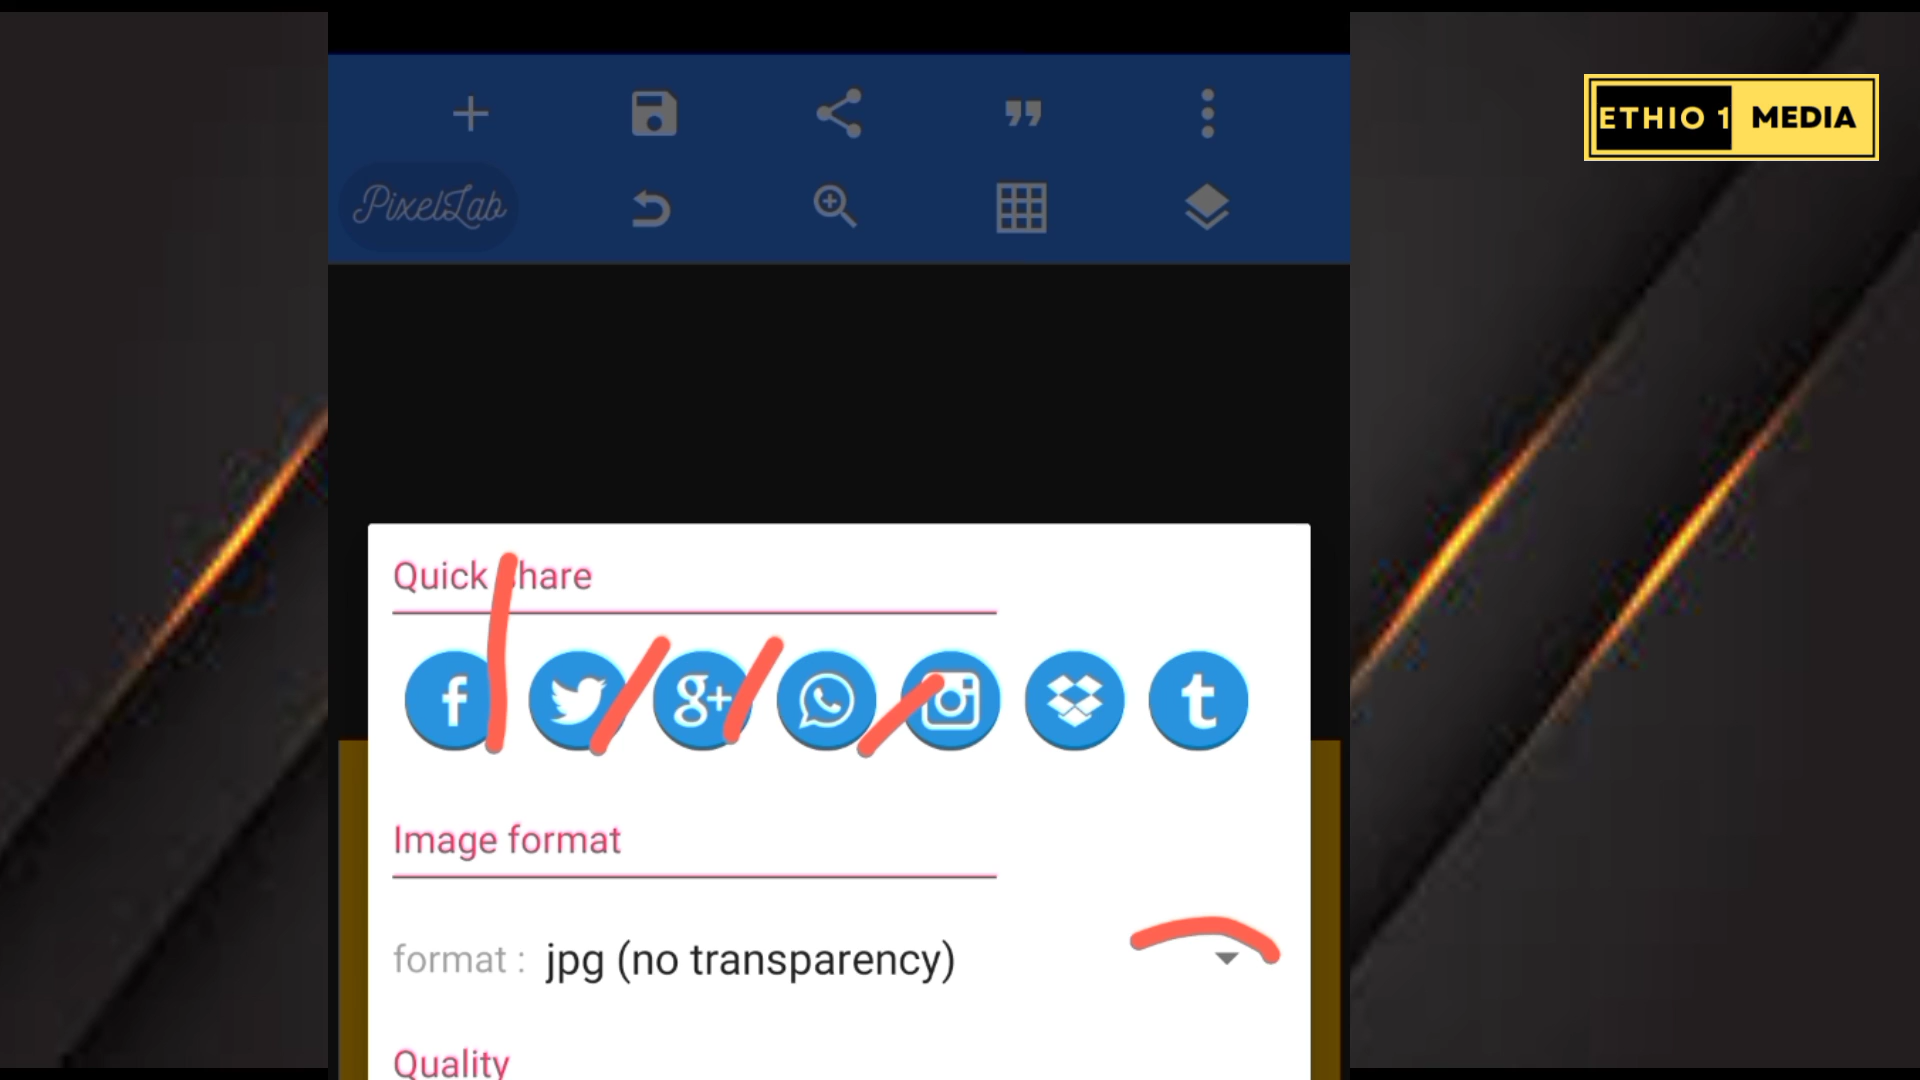 ETHIO 1 MEDIA
PixelLab
Quick share
Image format
format : jpg (no transparency)
Quality